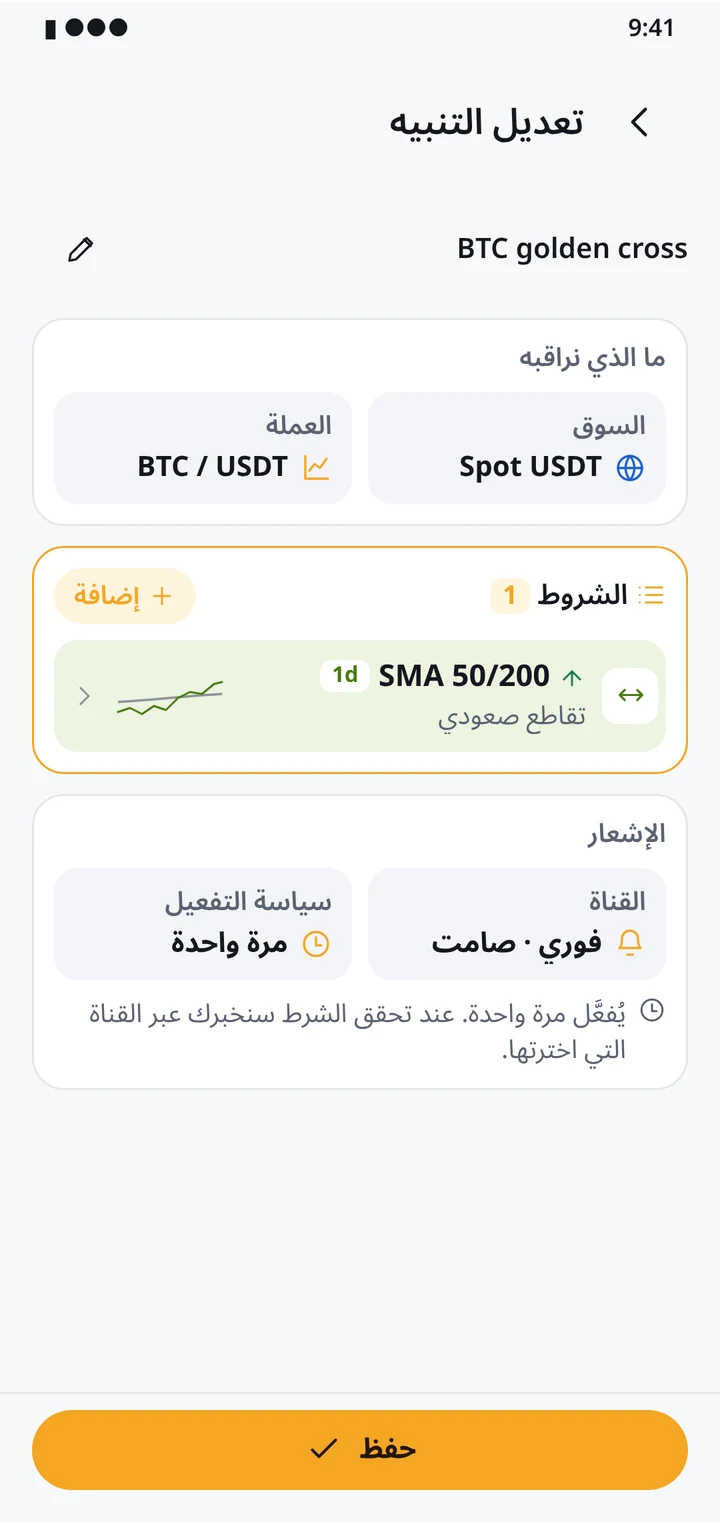 9:41
تعديل التنبيه
BTC golden cross
ما الذي نراقبه
السوق
Spot USDT
العملة
BTC / USDT
الشروط 1
إضافة
SMA 50/200 1d
تقاطع صعودي
الإشعار
القناة
فوري · صامت
سياسة التفعيل
مرة واحدة
يُفعَّل مرة واحدة. عند تحقق الشرط سنخبرك عبر القناة
التي اخترتها.
حفظ